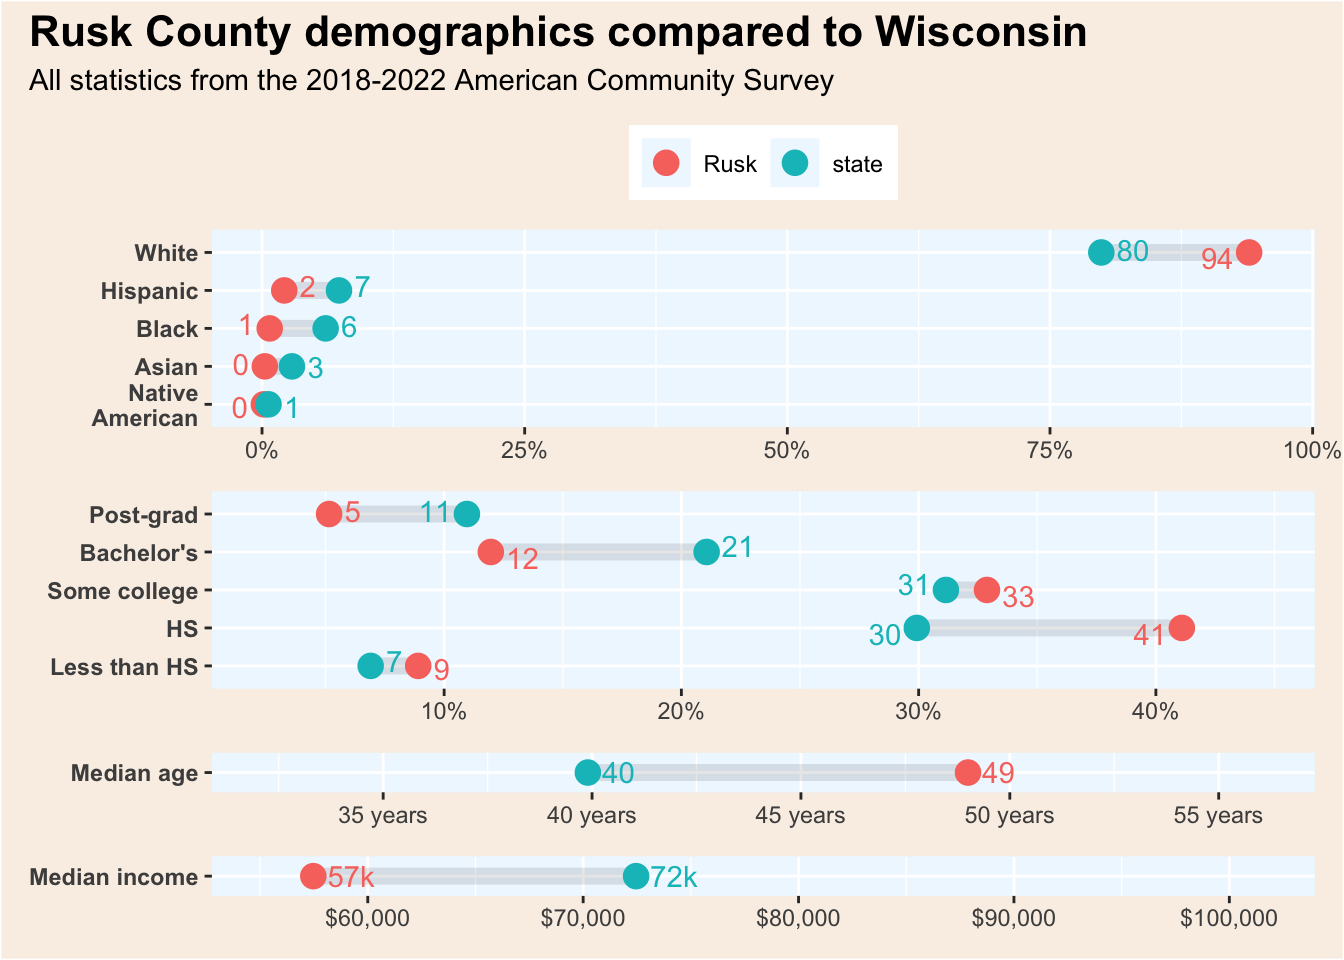 Rusk County demographics compared to Wisconsin
All statistics from the 2018-2022 American Community Survey
Rusk state
White 80 94
Hispanic 2 7
Black 1 6
Asian 0 3
Native
American 0 1
0% 25% 50% 75% 100%
Post-grad 5 11
Bachelor's 12 21
Some college 31 33
HS 30 41
Less than HS 7 9
10% 20% 30% 40%
Median age 40 49
35 years 40 years 45 years 50 years 55 years
Median income 57k 72k
$60,000 $70,000 $80,000 $90,000 $100,000